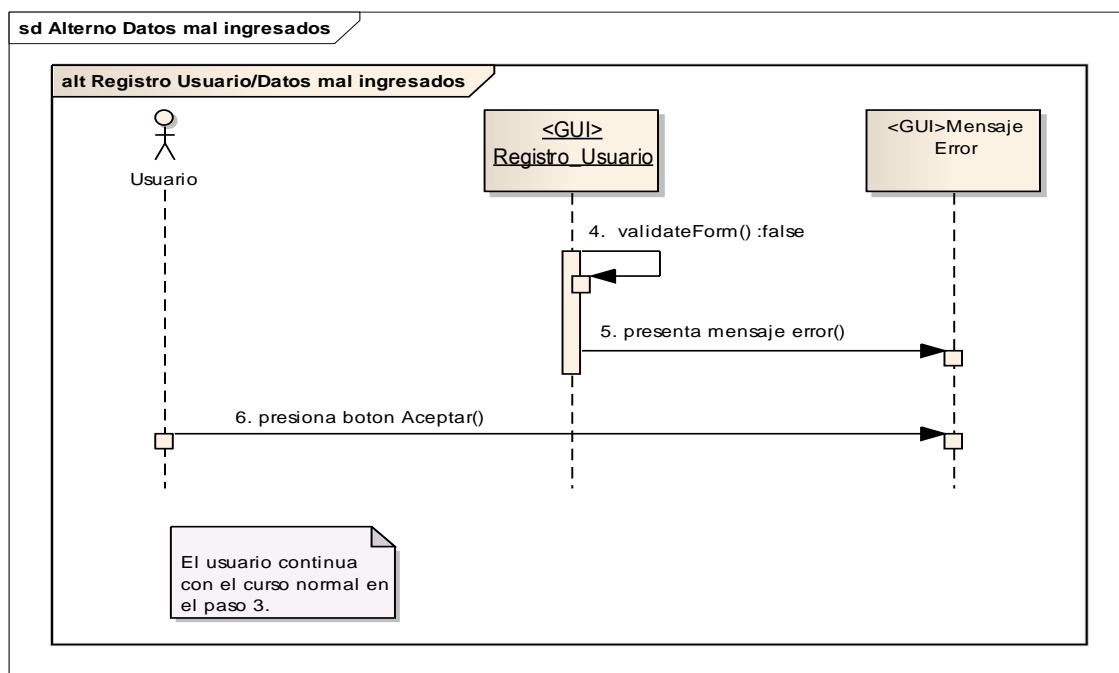 sd Alterno Datos mal ingresados
alt Registro Usuario/Datos mal ingresados
Usuario
<GUI>
Registro_Usuario
<GUI>Mensaje
Error
4. validateForm() :false
5. presenta mensaje error()
6. presiona boton Aceptar()
El usuario continua
con el curso normal en
el paso 3.